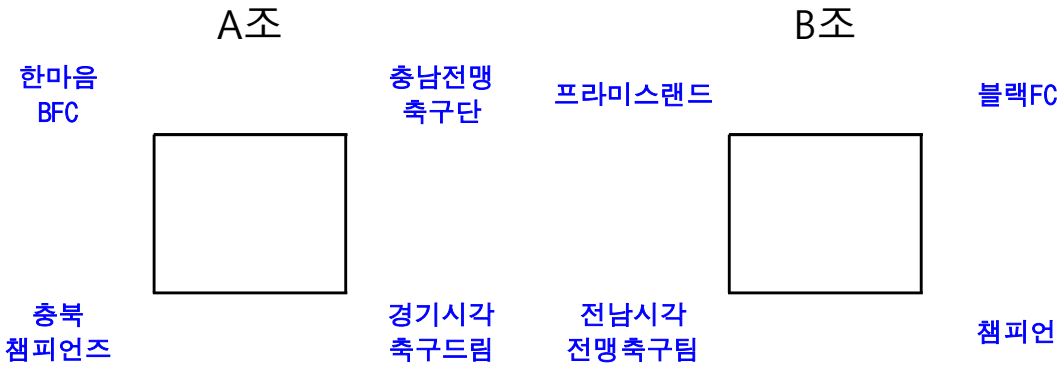 A조
B조
한마음
BFC
충남전맹
축구단
프라미스랜드
블랙FC
충북
챔피언즈
경기시각
축구드림
전남시각
전맹축구팀
챔피언